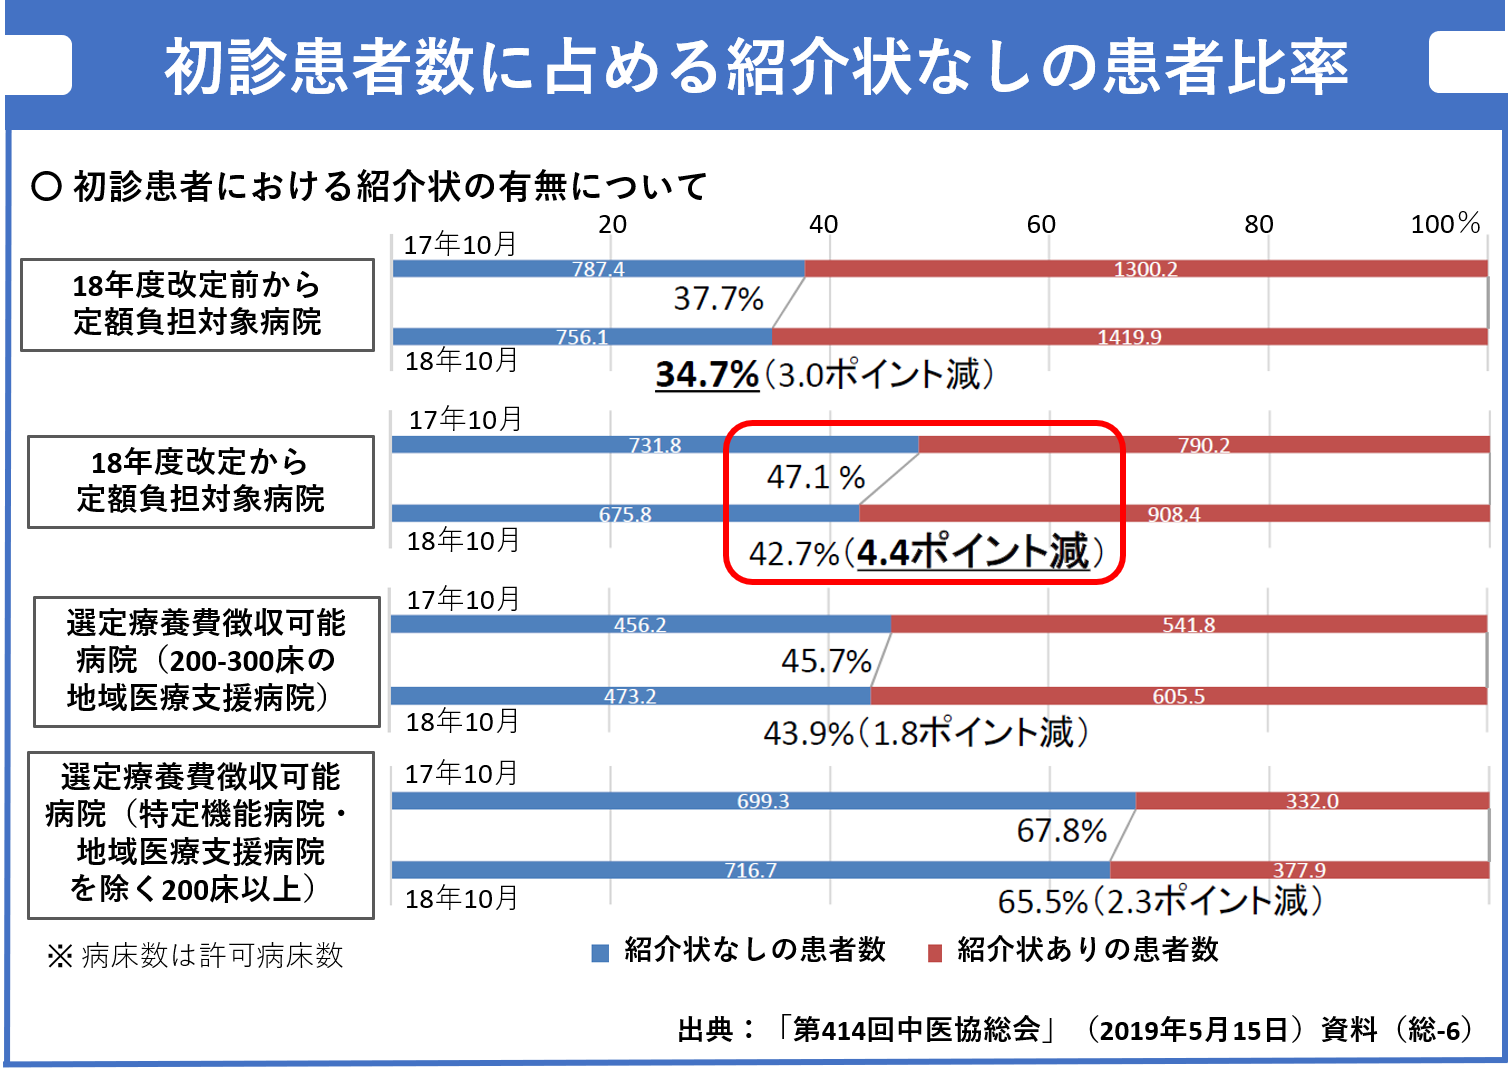 初診患者数に占める紹介状なしの患者比率
〇 初診患者における紹介状の有無について
20 40 60 80 100%
18年度改定前から
定額負担対象病院
17年10月
787.4 1300.2
37.7%
756.1 1419.9
18年10月
34.7%(3.0ポイント減)
18年度改定から
定額負担対象病院
17年10月
731.8 790.2
47.1 %
675.8 908.4
18年10月
42.7%(4.4ポイント減)
選定療養費徴収可能
病院（200-300床の
地域医療支援病院）
17年10月
456.2 541.8
45.7%
473.2 605.5
18年10月
43.9%(1.8ポイント減)
選定療養費徴収可能
病院（特定機能病院・
地域医療支援病院
を除く200床以上）
17年10月
699.3 332.0
67.8%
716.7 377.9
18年10月
65.5%(2.3ポイント減)
※ 病床数は許可病床数
紹介状なしの患者数 紹介状ありの患者数
出典：「第414回中医協総会」（2019年5月15日）資料（総-6）